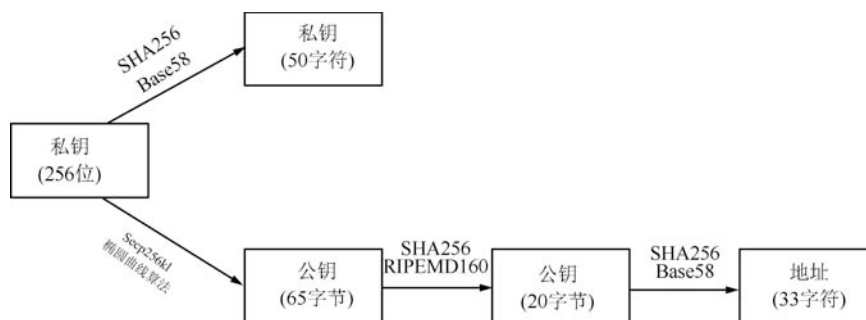 SHA256
Base58
私钥
(50字符)
私钥
(256位)
Secp256kl
椭圆曲线算法
公钥
(65字节)
SHA256
RIPEMD160
公钥
(20字节)
SHA256
Base58
地址
(33字符)